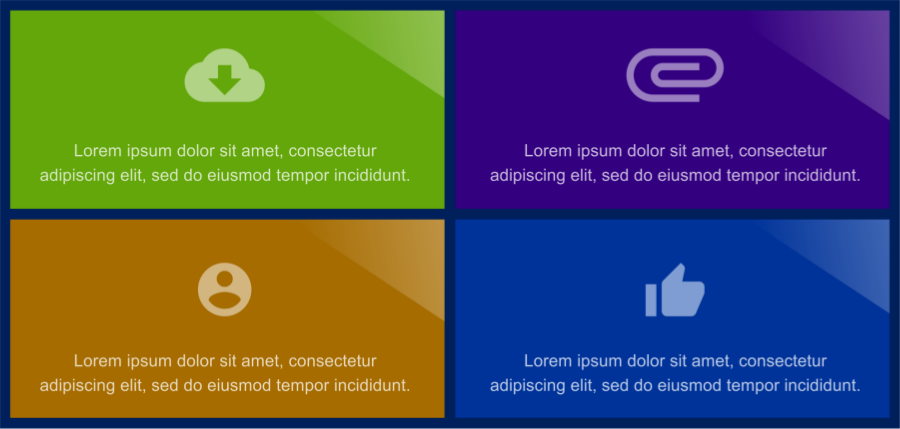 Lorem ipsum dolor sit amet, consectetur
adipiscing elit, sed do eiusmod tempor incididunt.
Lorem ipsum dolor sit amet, consectetur
adipiscing elit, sed do eiusmod tempor incididunt.
Lorem ipsum dolor sit amet, consectetur
adipiscing elit, sed do eiusmod tempor incididunt.
Lorem ipsum dolor sit amet, consectetur
adipiscing elit, sed do eiusmod tempor incididunt.